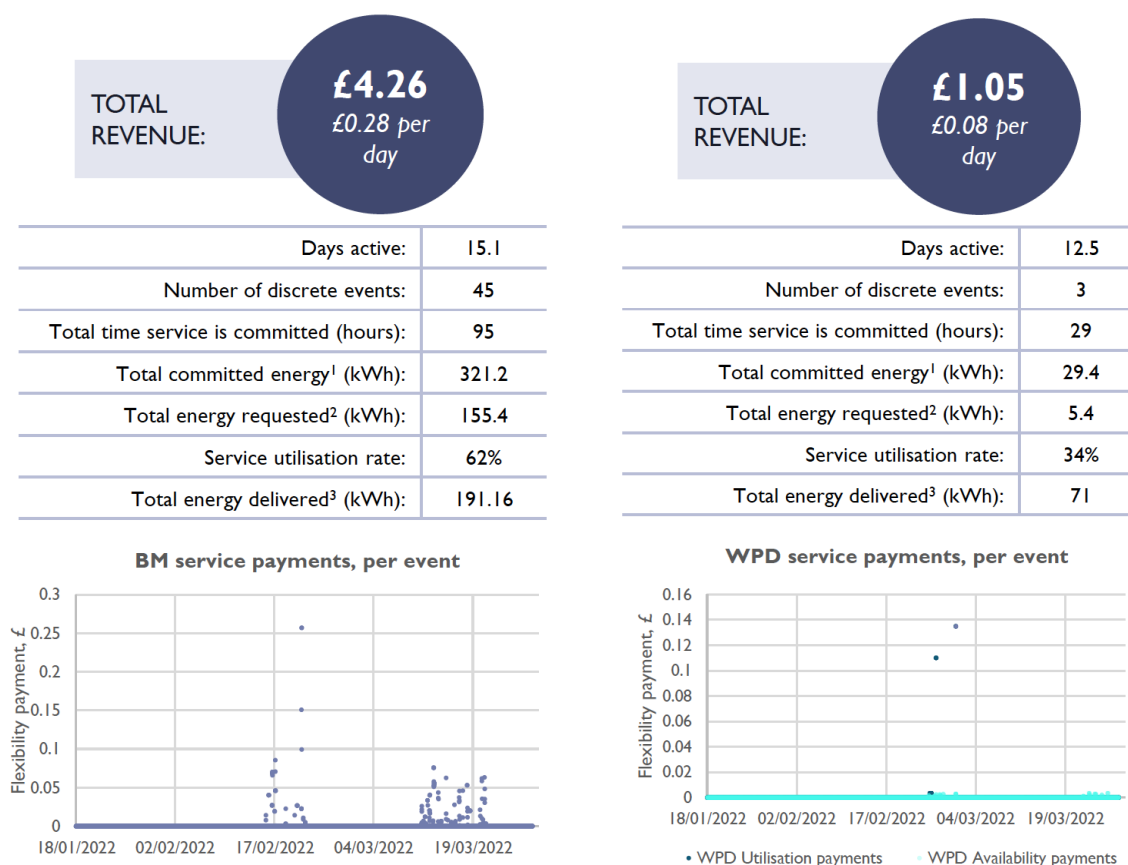 TOTAL
REVENUE:
£4.26
£0.28 per
day
Days active: 15.1
Number of discrete events: 45
Total time service is committed (hours): 95
Total committed energy¹ (kWh): 321.2
Total energy requested² (kWh): 155.4
Service utilisation rate: 62%
Total energy delivered³ (kWh): 191.16
BM service payments, per event
Flexibility payment, £
0.3
0.25
0.2
0.15
0.1
0.05
0
18/01/2022 02/02/2022 17/02/2022 04/03/2022 19/03/2022
TOTAL
REVENUE:
£1.05
£0.08 per
day
Days active: 12.5
Number of discrete events: 3
Total time service is committed (hours): 29
Total committed energy¹ (kWh): 29.4
Total energy requested² (kWh): 5.4
Service utilisation rate: 34%
Total energy delivered³ (kWh): 71
WPD service payments, per event
Flexibility payment, £
0.16
0.14
0.12
0.1
0.08
0.06
0.04
0.02
0
18/01/2022 02/02/2022 17/02/2022 04/03/2022 19/03/2022
WPD Utilisation payments WPD Availability payments